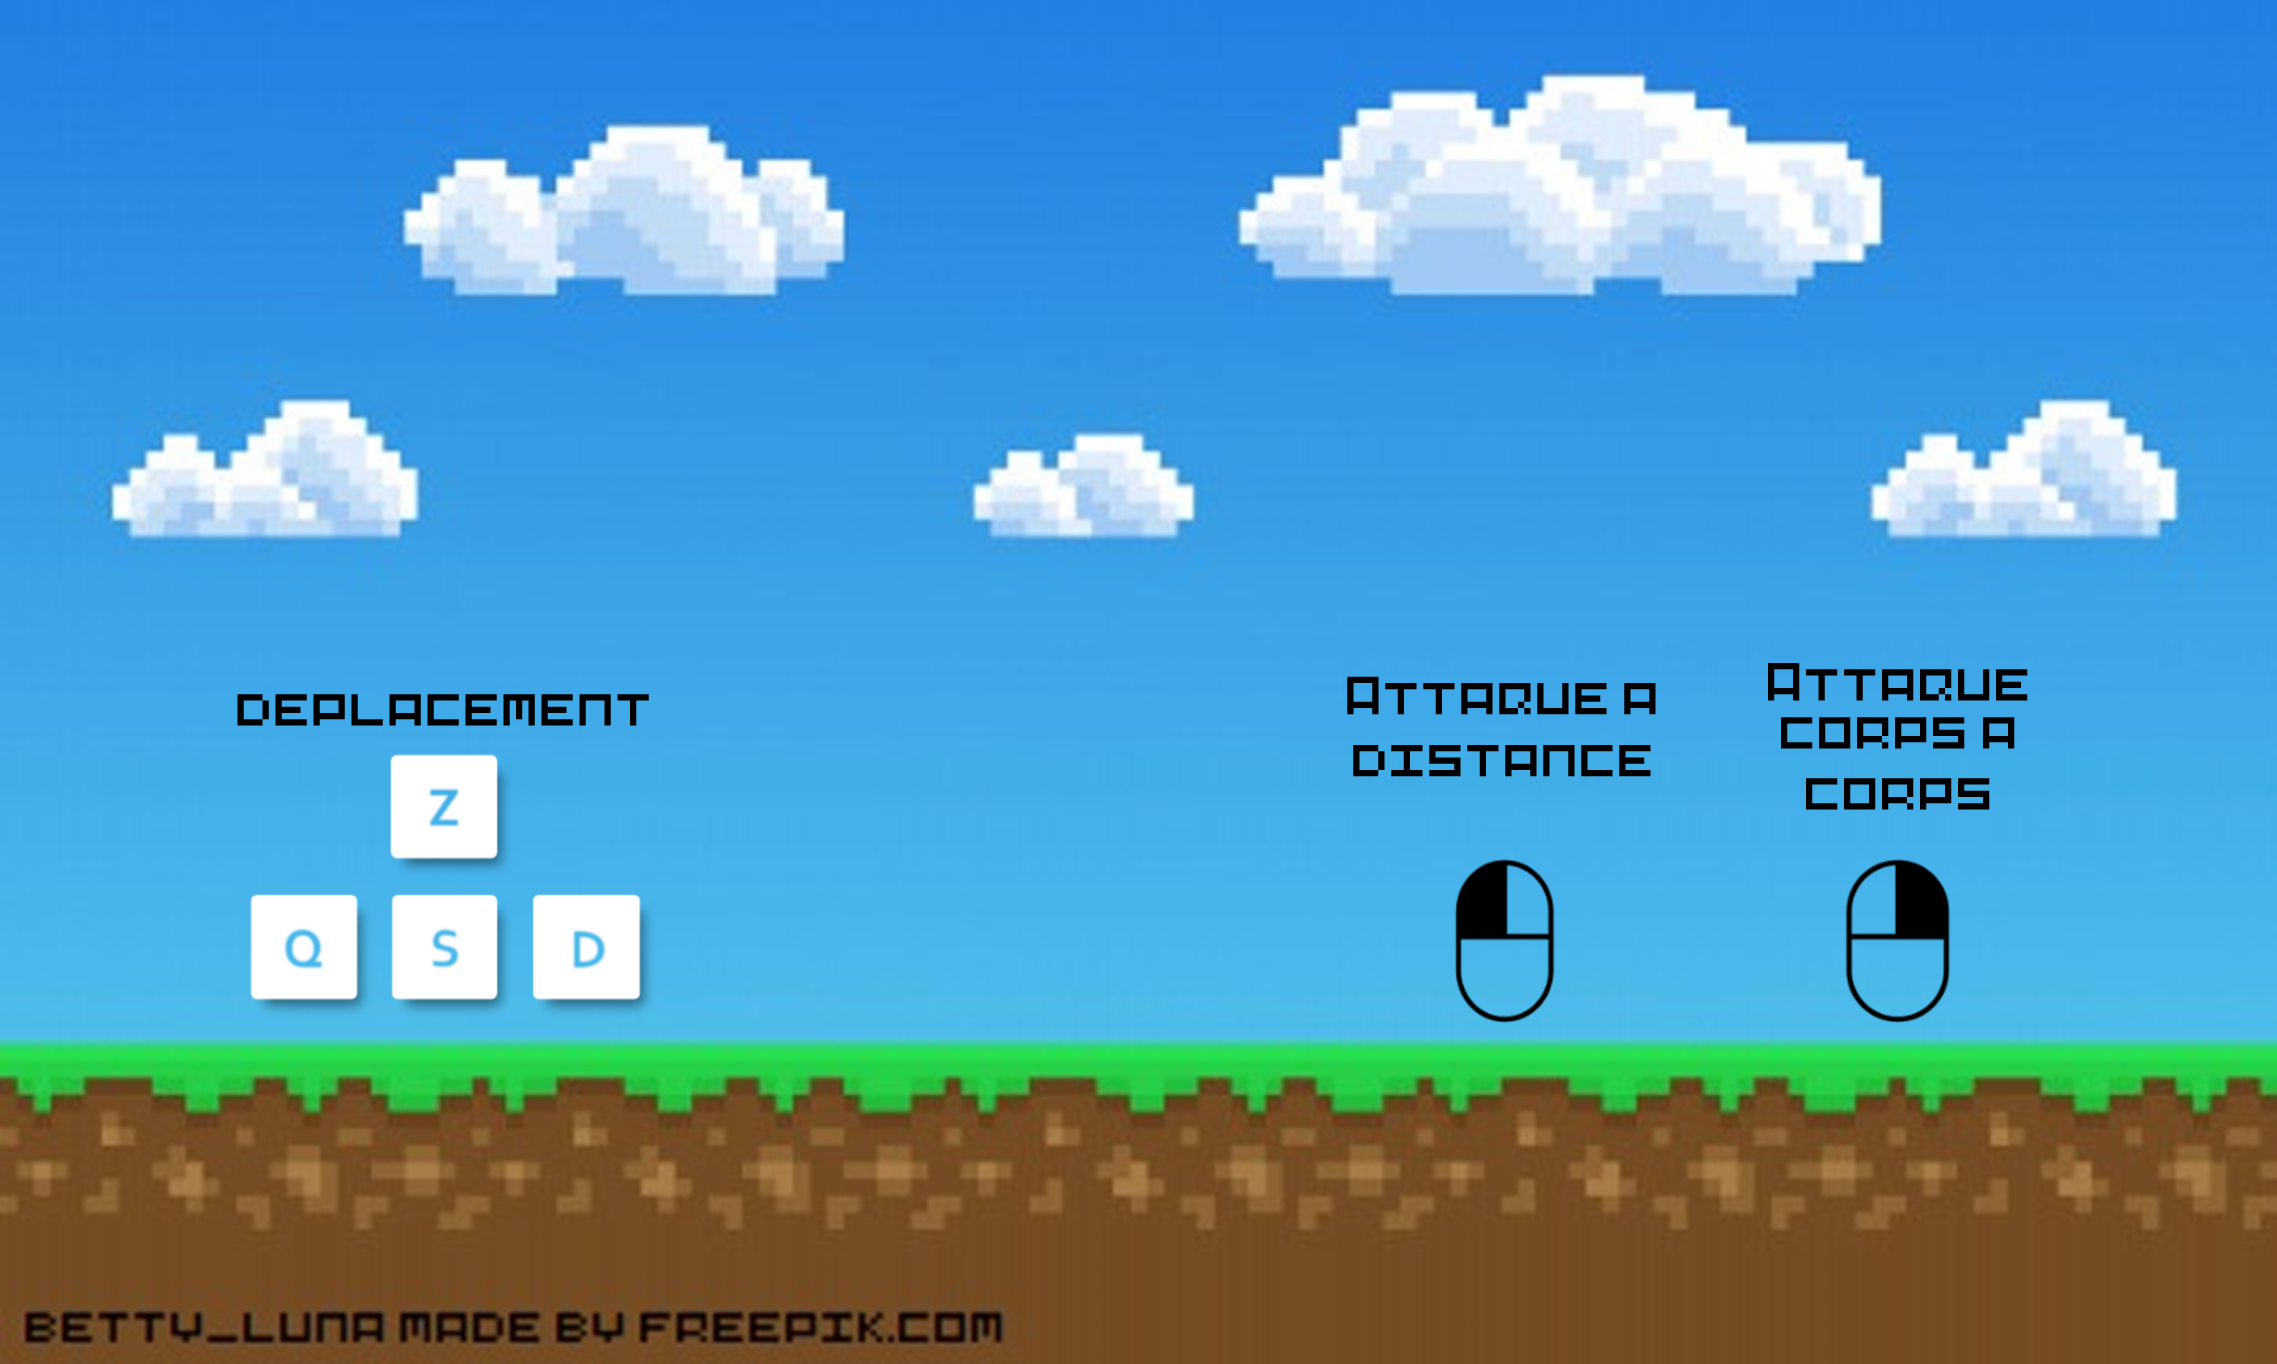 DEPLACEMENT
Z
Q S D
ATTAQUE A
DISTANCE
ATTAQUE
CORPS A
CORPS
BETTY_LUNA MADE BY FREEPIK.COM